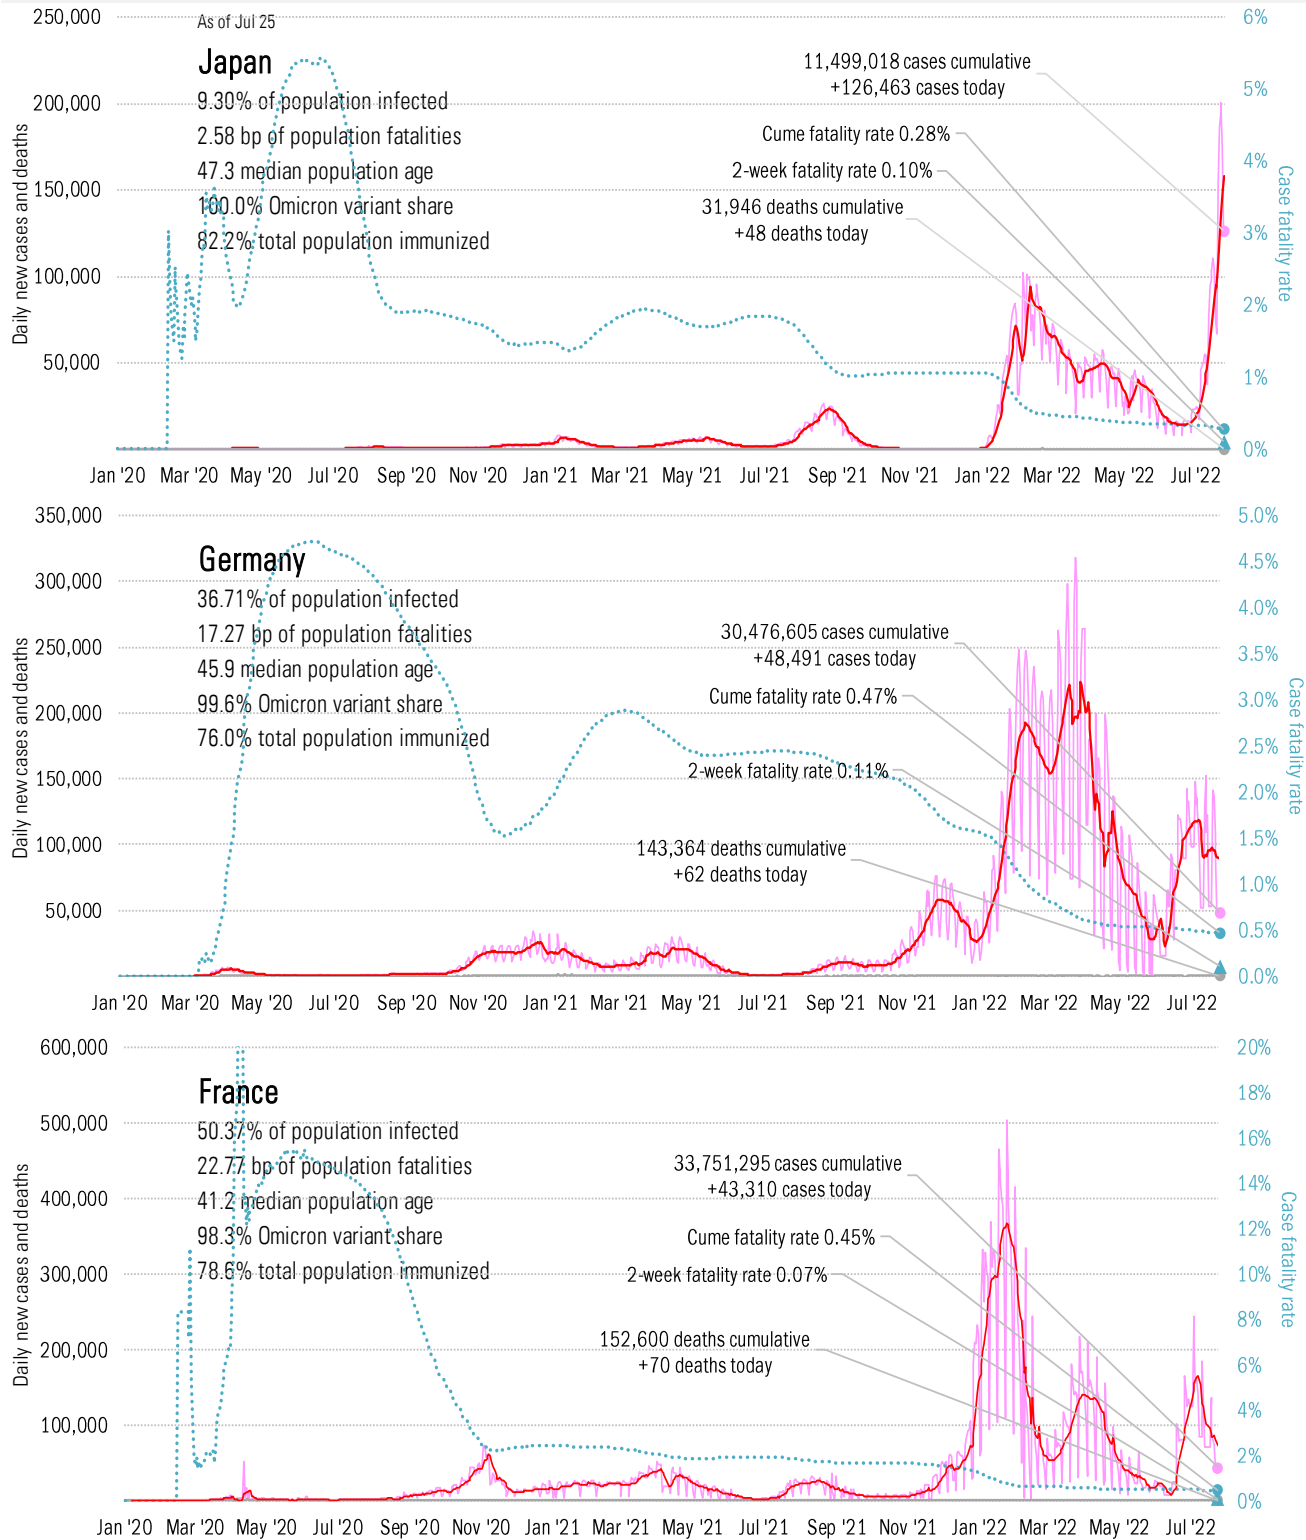 As of Jul 25
Japan
9.30% of population infected
2.58 bp of population fatalities
47.3 median population age
100.0% Omicron variant share
82.2% total population immunized
11,499,018 cases cumulative
+126,463 cases today
Cume fatality rate 0.28%
2-week fatality rate 0.10%
31,946 deaths cumulative
+48 deaths today
Daily new cases and deaths
250,000
200,000
150,000
100,000
50,000
Case fatality rate
6%
5%
4%
3%
2%
1%
0%
Jan '20 Mar '20 May '20 Jul '20 Sep '20 Nov '20 Jan '21 Mar '21 May '21 Jul '21 Sep '21 Nov '21 Jan '22 Mar '22 May '22 Jul '22
Germany
36.71% of population infected
17.27 bp of population fatalities
45.9 median population age
99.6% Omicron variant share
76.0% total population immunized
30,476,605 cases cumulative
+48,491 cases today
Cume fatality rate 0.47%
2-week fatality rate 0.11%
143,364 deaths cumulative
+62 deaths today
Daily new cases and deaths
350,000
300,000
250,000
200,000
150,000
100,000
50,000
Case fatality rate
5.0%
4.5%
4.0%
3.5%
3.0%
2.5%
2.0%
1.5%
1.0%
0.5%
0.0%
Jan '20 Mar '20 May '20 Jul '20 Sep '20 Nov '20 Jan '21 Mar '21 May '21 Jul '21 Sep '21 Nov '21 Jan '22 Mar '22 May '22 Jul '22
France
50.37% of population infected
22.77 bp of population fatalities
41.2 median population age
98.3% Omicron variant share
78.6% total population immunized
33,751,295 cases cumulative
+43,310 cases today
Cume fatality rate 0.45%
2-week fatality rate 0.07%
152,600 deaths cumulative
+70 deaths today
Daily new cases and deaths
600,000
500,000
400,000
300,000
200,000
100,000
Case fatality rate
20%
18%
16%
14%
12%
10%
8%
6%
4%
2%
0%
Jan '20 Mar '20 May '20 Jul '20 Sep '20 Nov '20 Jan '21 Mar '21 May '21 Jul '21 Sep '21 Nov '21 Jan '22 Mar '22 May '22 Jul '22